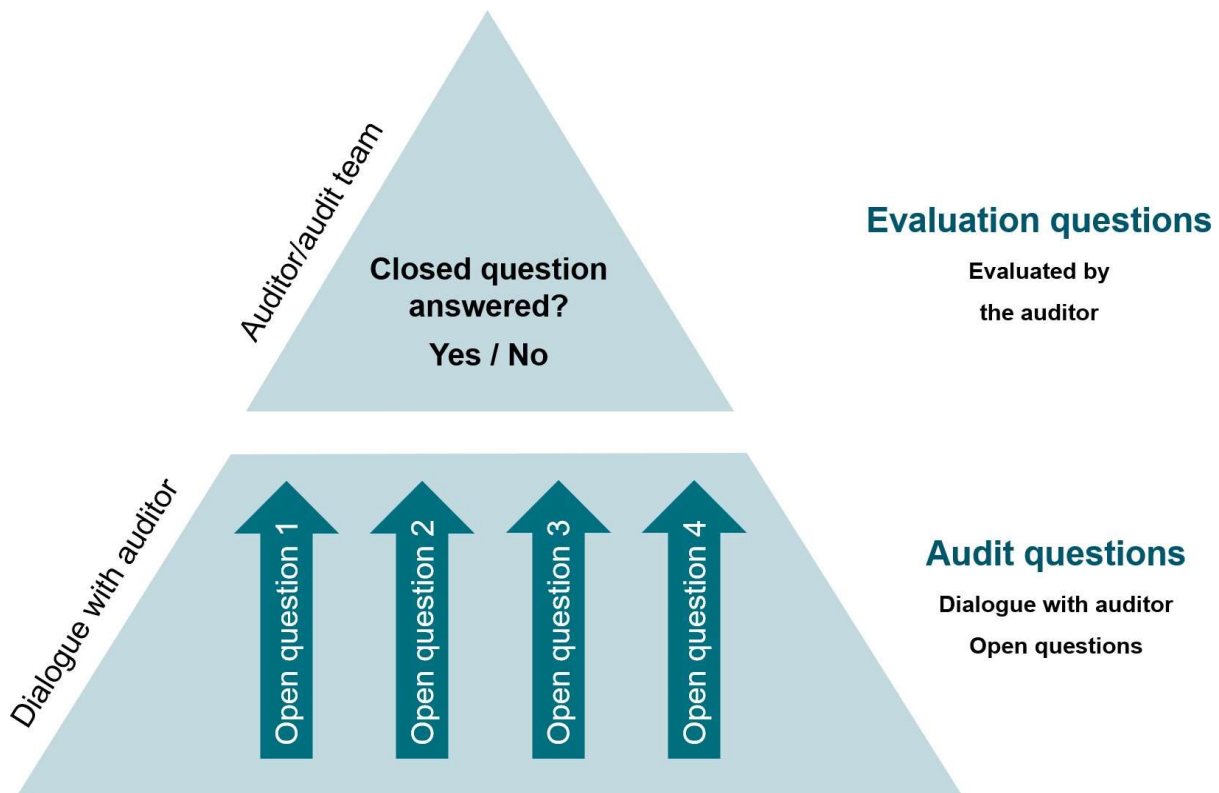 Auditor/audit team
Closed question
answered?
Yes / No
Evaluation questions
Evaluated by
the auditor
Dialogue with auditor
Open question 1
Open question 2
Open question 3
Open question 4
Audit questions
Dialogue with auditor
Open questions